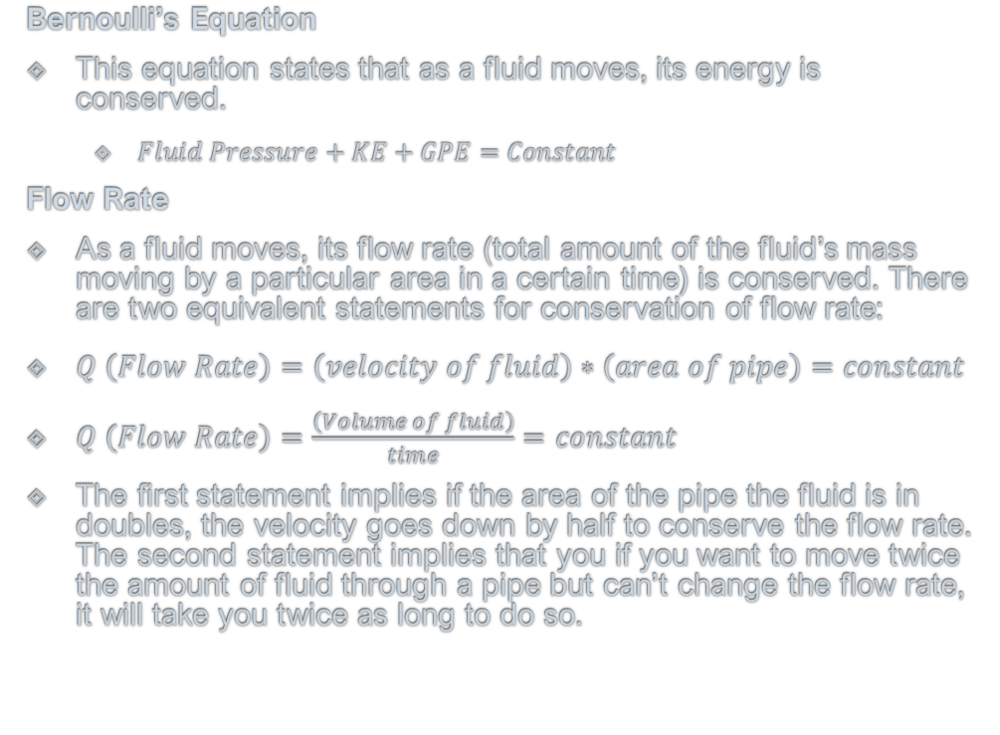 Bernoulli's Equation
This equation states that as a fluid moves, its energy is
conserved.
Fluid Pressure + KE + GPE = Constant
Flow Rate
As a fluid moves, its flow rate (total amount of the fluid's mass
moving by a particular area in a certain time) is conserved. There
are two equivalent statements for conservation of flow rate:
Q (Flow Rate) = (velocity of fluid) * (area of pipe) = constant
Q (Flow Rate) = (Volume of fluid) / time = constant
The first statement implies if the area of the pipe the fluid is in
doubles, the velocity goes down by half to conserve the flow rate.
The second statement implies that you if you want to move twice
the amount of fluid through a pipe but can't change the flow rate,
it will take you twice as long to do so.